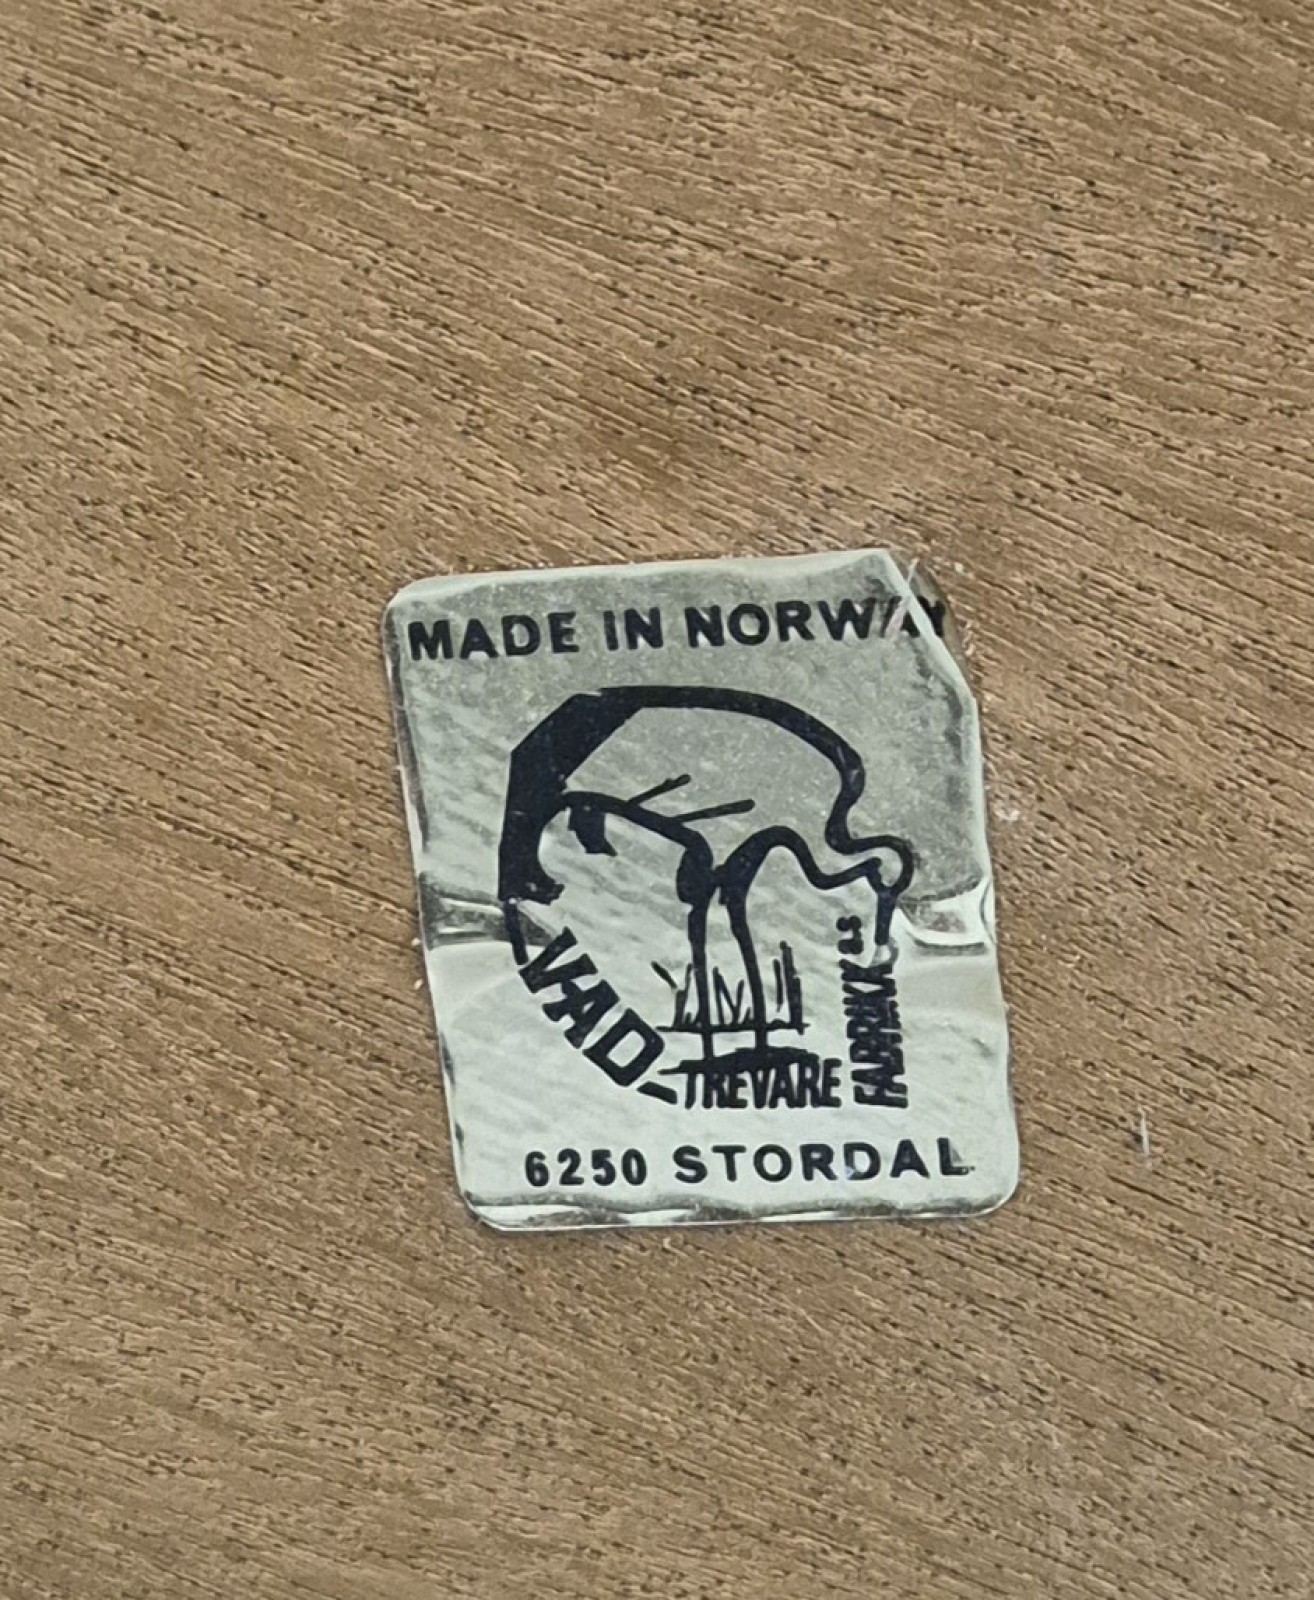 MADE IN NORWAY
VAD-TREVARE FABRIKK a.s
6250 STORDAL